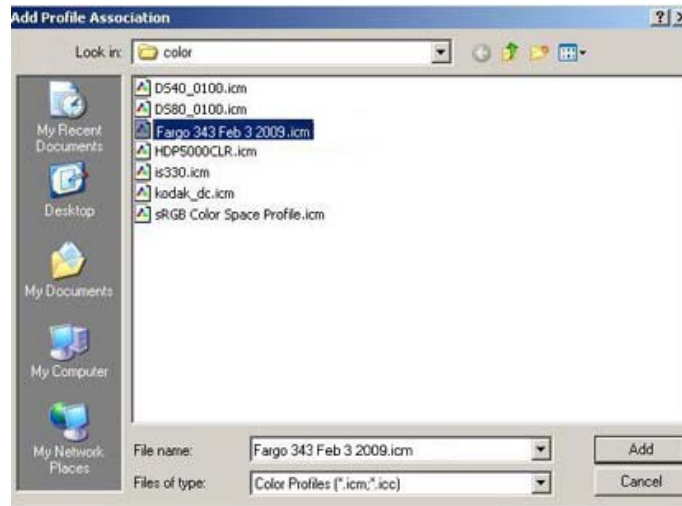 Add Profile Association
Look in:
color
My Recent
Documents
Desktop
My Documents
My Computer
My Network
Places
D540_0100.icm
D580_0100.icm
Fargo 343 Feb 3 2009.icm
HDP5000CLR.icm
is330.icm
kodak_dc.icm
sRGB Color Space Profile.icm
File name:
Fargo 343 Feb 3 2009.icm
Add
Files of type:
Color Profiles (*.icm;*.icc)
Cancel